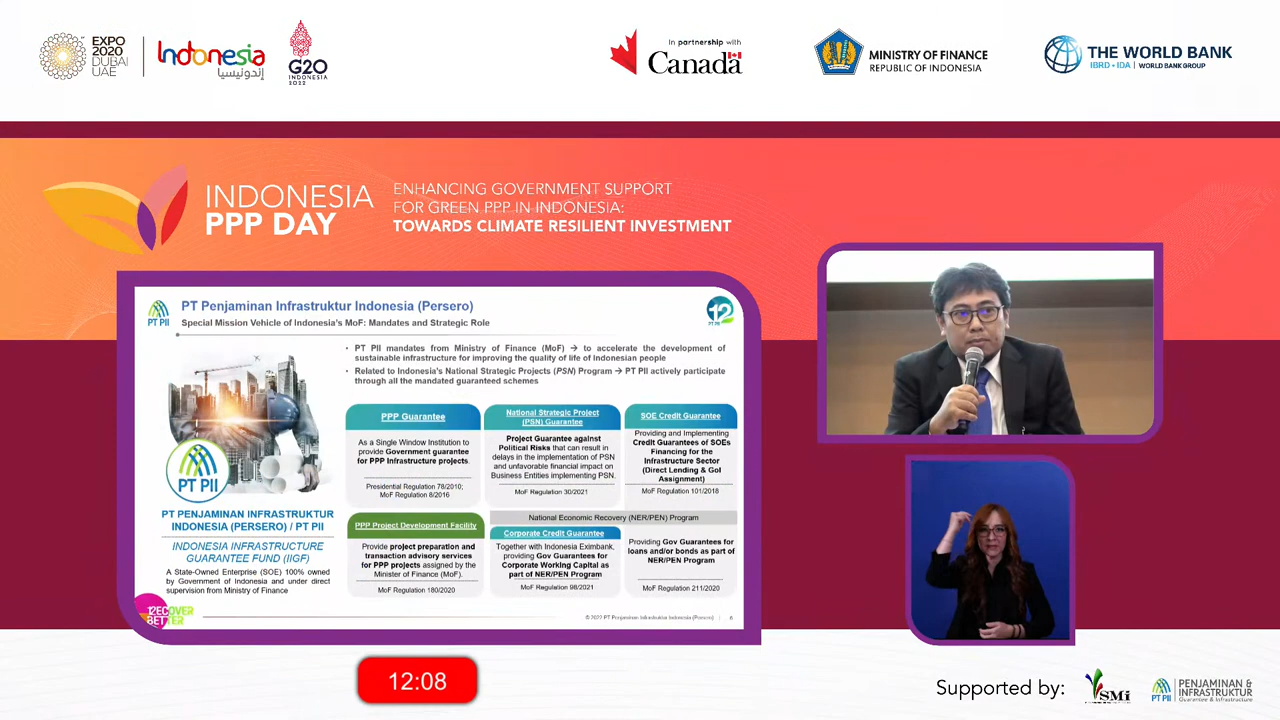 EXPO
2020
DUBAI
UAE
Indonesia
إندونيسيا
G20
INDONESIA
2022
In partnership with
Canada
MINISTRY OF FINANCE
REPUBLIC OF INDONESIA
THE WORLD BANK
IBRD • IDA | WORLD BANK GROUP
INDONESIA
PPP DAY
ENHANCING GOVERNMENT SUPPORT
FOR GREEN PPP IN INDONESIA:
TOWARDS CLIMATE RESILIENT INVESTMENT
PT PII
PT Penjaminan Infrastruktur Indonesia (Persero)
Special Mission Vehicle of Indonesia's MoF: Mandates and Strategic Role
12
PT PII
• PT PII mandates from Ministry of Finance (MoF) → to accelerate the development of
sustainable infrastructure for improving the quality of life of Indonesian people
• Related to Indonesia's National Strategic Projects (PSN) Program → PT PII actively participate
through all the mandated guaranteed schemes
PT PII
PT PENJAMINAN INFRASTRUKTUR
INDONESIA (PERSERO) / PT PII
INDONESIA INFRASTRUCTURE
GUARANTEE FUND (IIGF)
A State-Owned Enterprise (SOE) 100% owned
by Government of Indonesia and under direct
supervision from Ministry of Finance
PPP Guarantee
As a Single Window Institution to
provide Government guarantee
for PPP Infrastructure projects.
Presidential Regulation 78/2010;
MoF Regulation 8/2016
National Strategic Project
(PSN) Guarantee
Project Guarantee against
Political Risks that can result in
delays in the implementation of PSN
and unfavorable financial impact on
Business Entities implementing PSN.
MoF Regulation 30/2021
SOE Credit Guarantee
Providing and Implementing
Credit Guarantees of SOEs
Financing for the
Infrastructure Sector
(Direct Lending & GoI
Assignment)
MoF Regulation 101/2018
PPP Project Development Facility
Provide project preparation and
transaction advisory services
for PPP projects assigned by the
Minister of Finance (MoF).
MoF Regulation 180/2020
National Economic Recovery (NER/PEN) Program
Corporate Credit Guarantee
Together with Indonesia Eximbank,
providing Gov Guarantees for
Corporate Working Capital as
part of NER/PEN Program
MoF Regulation 98/2021
Providing Gov Guarantees for
loans and/or bonds as part of
NER/PEN Program
MoF Regulation 211/2020
12ECOVER
BETTER
© 2022 PT Penjaminan Infrastruktur Indonesia (Persero) | 6
12:08
Supported by:
SMi
PT PII
PENJAMINAN &
INFRASTRUKTUR
Guarantee & Infrastructure